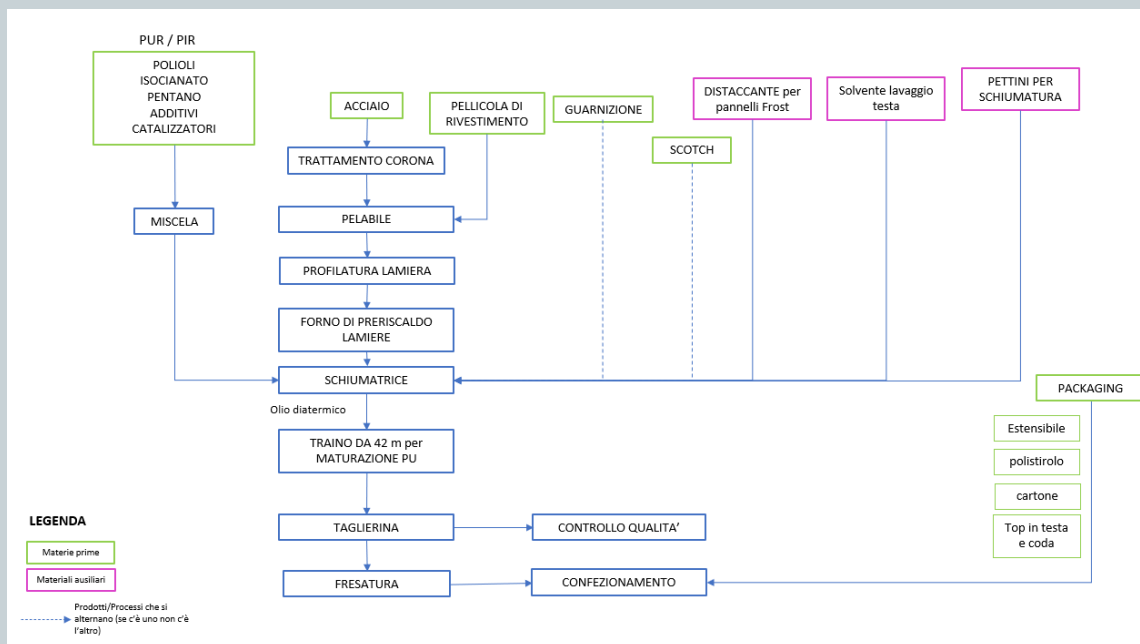 PUR / PIR
POLIOLI
ISOCIANATO
PENTANO
ADDITIVI
CATALIZZATORI
ACCIAIO
PELLICOLA DI
RIVESTIMENTO
GUARNIZIONE
SCOTCH
DISTACCANTE per
pannelli Frost
Solvente lavaggio
testa
PETTINI PER
SCHIUMATURA
TRATTAMENTO CORONA
MISCELA
PELABILE
PROFILATURA LAMIERA
FORNO DI PRERISCALDO
LAMIERE
SCHIUMATRICE
Olio diatermico
TRAINO DA 42 m per
MATURAZIONE PU
TAGLIERINA
CONTROLLO QUALITA’
FRESATURA
CONFEZIONAMENTO
PACKAGING
Estensibile
polistirolo
cartone
Top in testa
e coda
LEGENDA
Materie prime
Materiali ausiliari
Prodotti/Processi che si
alternano (se c’è uno non c’è
l’altro)